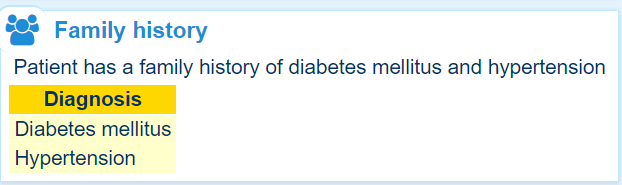 Family history
Patient has a family history of diabetes mellitus and hypertension
Diagnosis
Diabetes mellitus
Hypertension